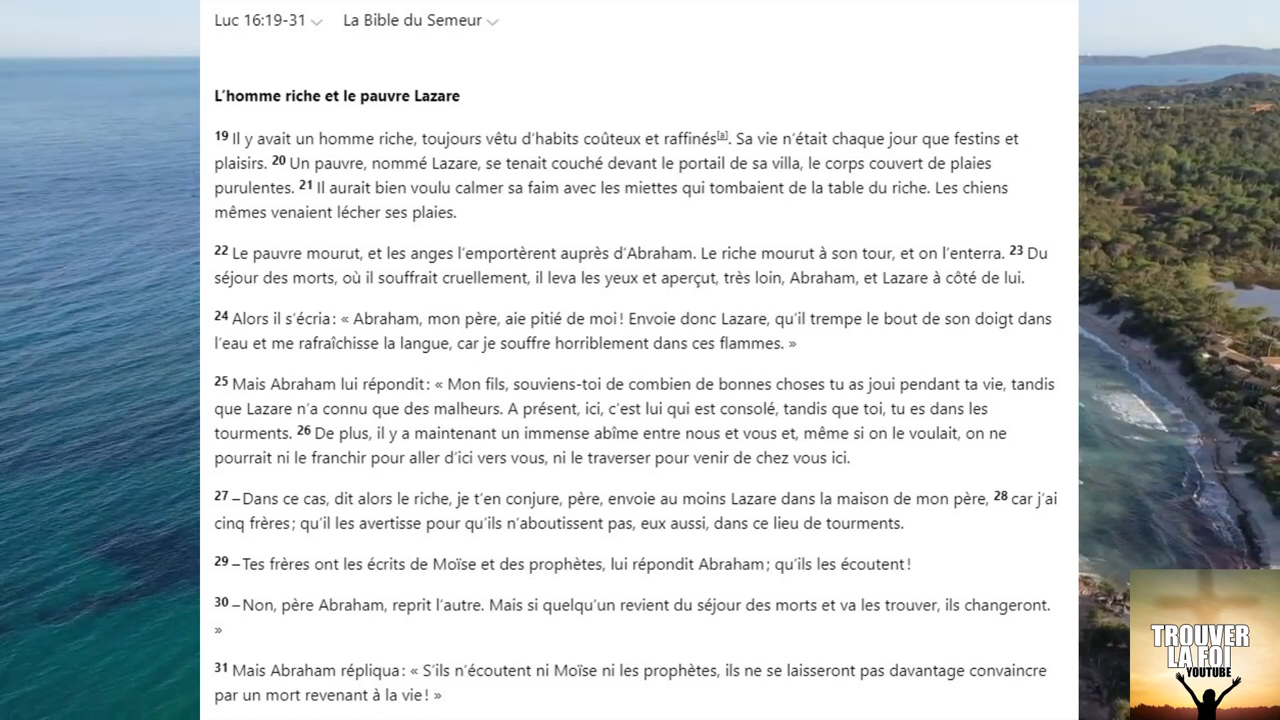 Luc 16:19-31 La Bible du Semeur
L’homme riche et le pauvre Lazare
19 Il y avait un homme riche, toujours vêtu d’habits coûteux et raffinés[a]. Sa vie n’était chaque jour que festins et
plaisirs. 20 Un pauvre, nommé Lazare, se tenait couché devant le portail de sa villa, le corps couvert de plaies
purulentes. 21 Il aurait bien voulu calmer sa faim avec les miettes qui tombaient de la table du riche. Les chiens
mêmes venaient lécher ses plaies.
22 Le pauvre mourut, et les anges l’emportèrent auprès d’Abraham. Le riche mourut à son tour, et on l’enterra. 23 Du
séjour des morts, où il souffrait cruellement, il leva les yeux et aperçut, très loin, Abraham, et Lazare à côté de lui.
24 Alors il s’écria : « Abraham, mon père, aie pitié de moi ! Envoie donc Lazare, qu’il trempe le bout de son doigt dans
l’eau et me rafraîchisse la langue, car je souffre horriblement dans ces flammes. »
25 Mais Abraham lui répondit : « Mon fils, souviens-toi de combien de bonnes choses tu as joui pendant ta vie, tandis
que Lazare n’a connu que des malheurs. A présent, ici, c’est lui qui est consolé, tandis que toi, tu es dans les
tourments. 26 De plus, il y a maintenant un immense abîme entre nous et vous et, même si on le voulait, on ne
pourrait ni le franchir pour aller d’ici vers vous, ni le traverser pour venir de chez vous ici.
27 – Dans ce cas, dit alors le riche, je t’en conjure, père, envoie au moins Lazare dans la maison de mon père, 28 car j’ai
cinq frères ; qu’il les avertisse pour qu’ils n’aboutissent pas, eux aussi, dans ce lieu de tourments.
29 – Tes frères ont les écrits de Moïse et des prophètes, lui répondit Abraham ; qu’ils les écoutent !
30 – Non, père Abraham, reprit l’autre. Mais si quelqu’un revient du séjour des morts et va les trouver, ils changeront.
»
31 Mais Abraham répliqua : « S’ils n’écoutent ni Moïse ni les prophètes, ils ne se laisseront pas davantage convaincre
par un mort revenant à la vie ! »
TROUVER
LA FOI
YOUTUBE